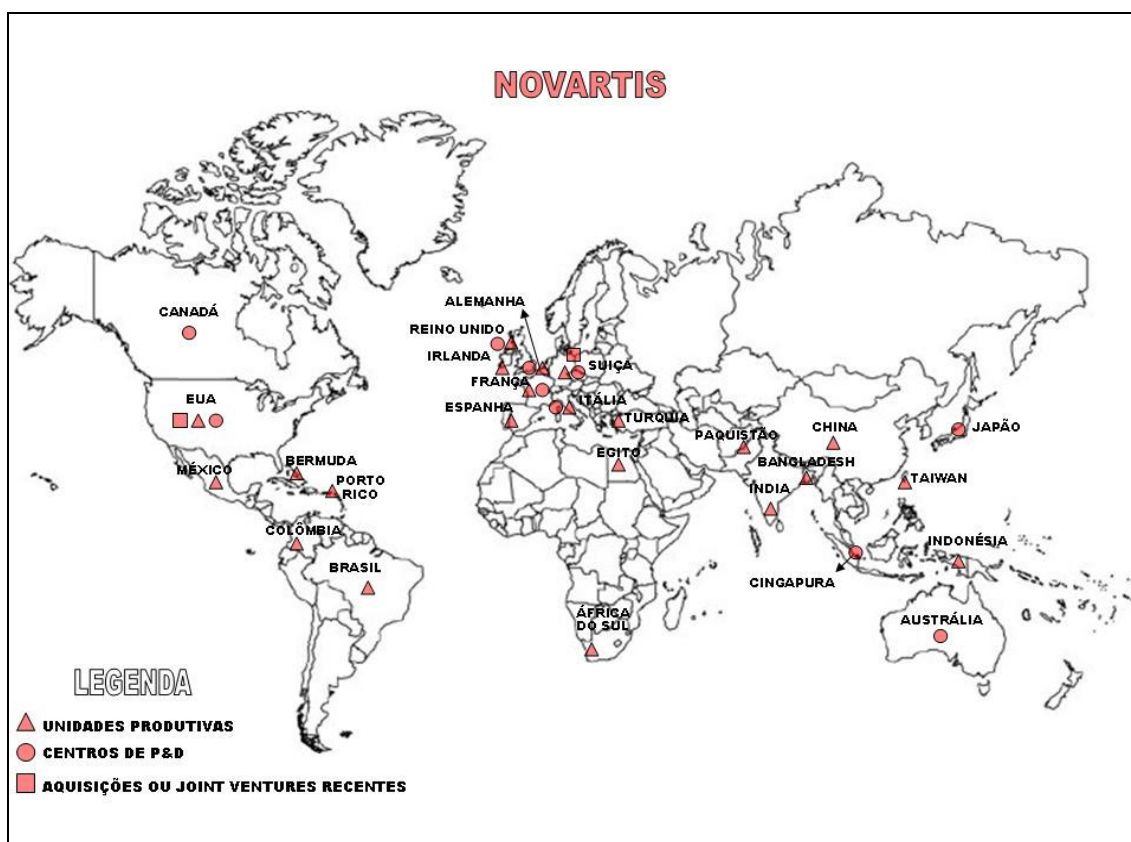 NOVARTIS
CANADÁ
ALEMANHA
REINO UNIDO
IRLANDA
SUIÇA
FRANÇA
EUA
ITÁLIA
ESPANHA
TURQUIA
CHINA
JAPÃO
PAQUISTÃO
EGITO
BERMUDA
BANGLADESH
MÉXICO
PORTO
RICO
TAIWAN
ÍNDIA
COLÔMBIA
INDONÉSIA
BRASIL
CINGAPURA
ÁFRICA
DO SUL
AUSTRÁLIA
LEGENDA
UNIDADES PRODUTIVAS
CENTROS DE P&D
AQUISIÇÕES OU JOINT VENTURES RECENTES